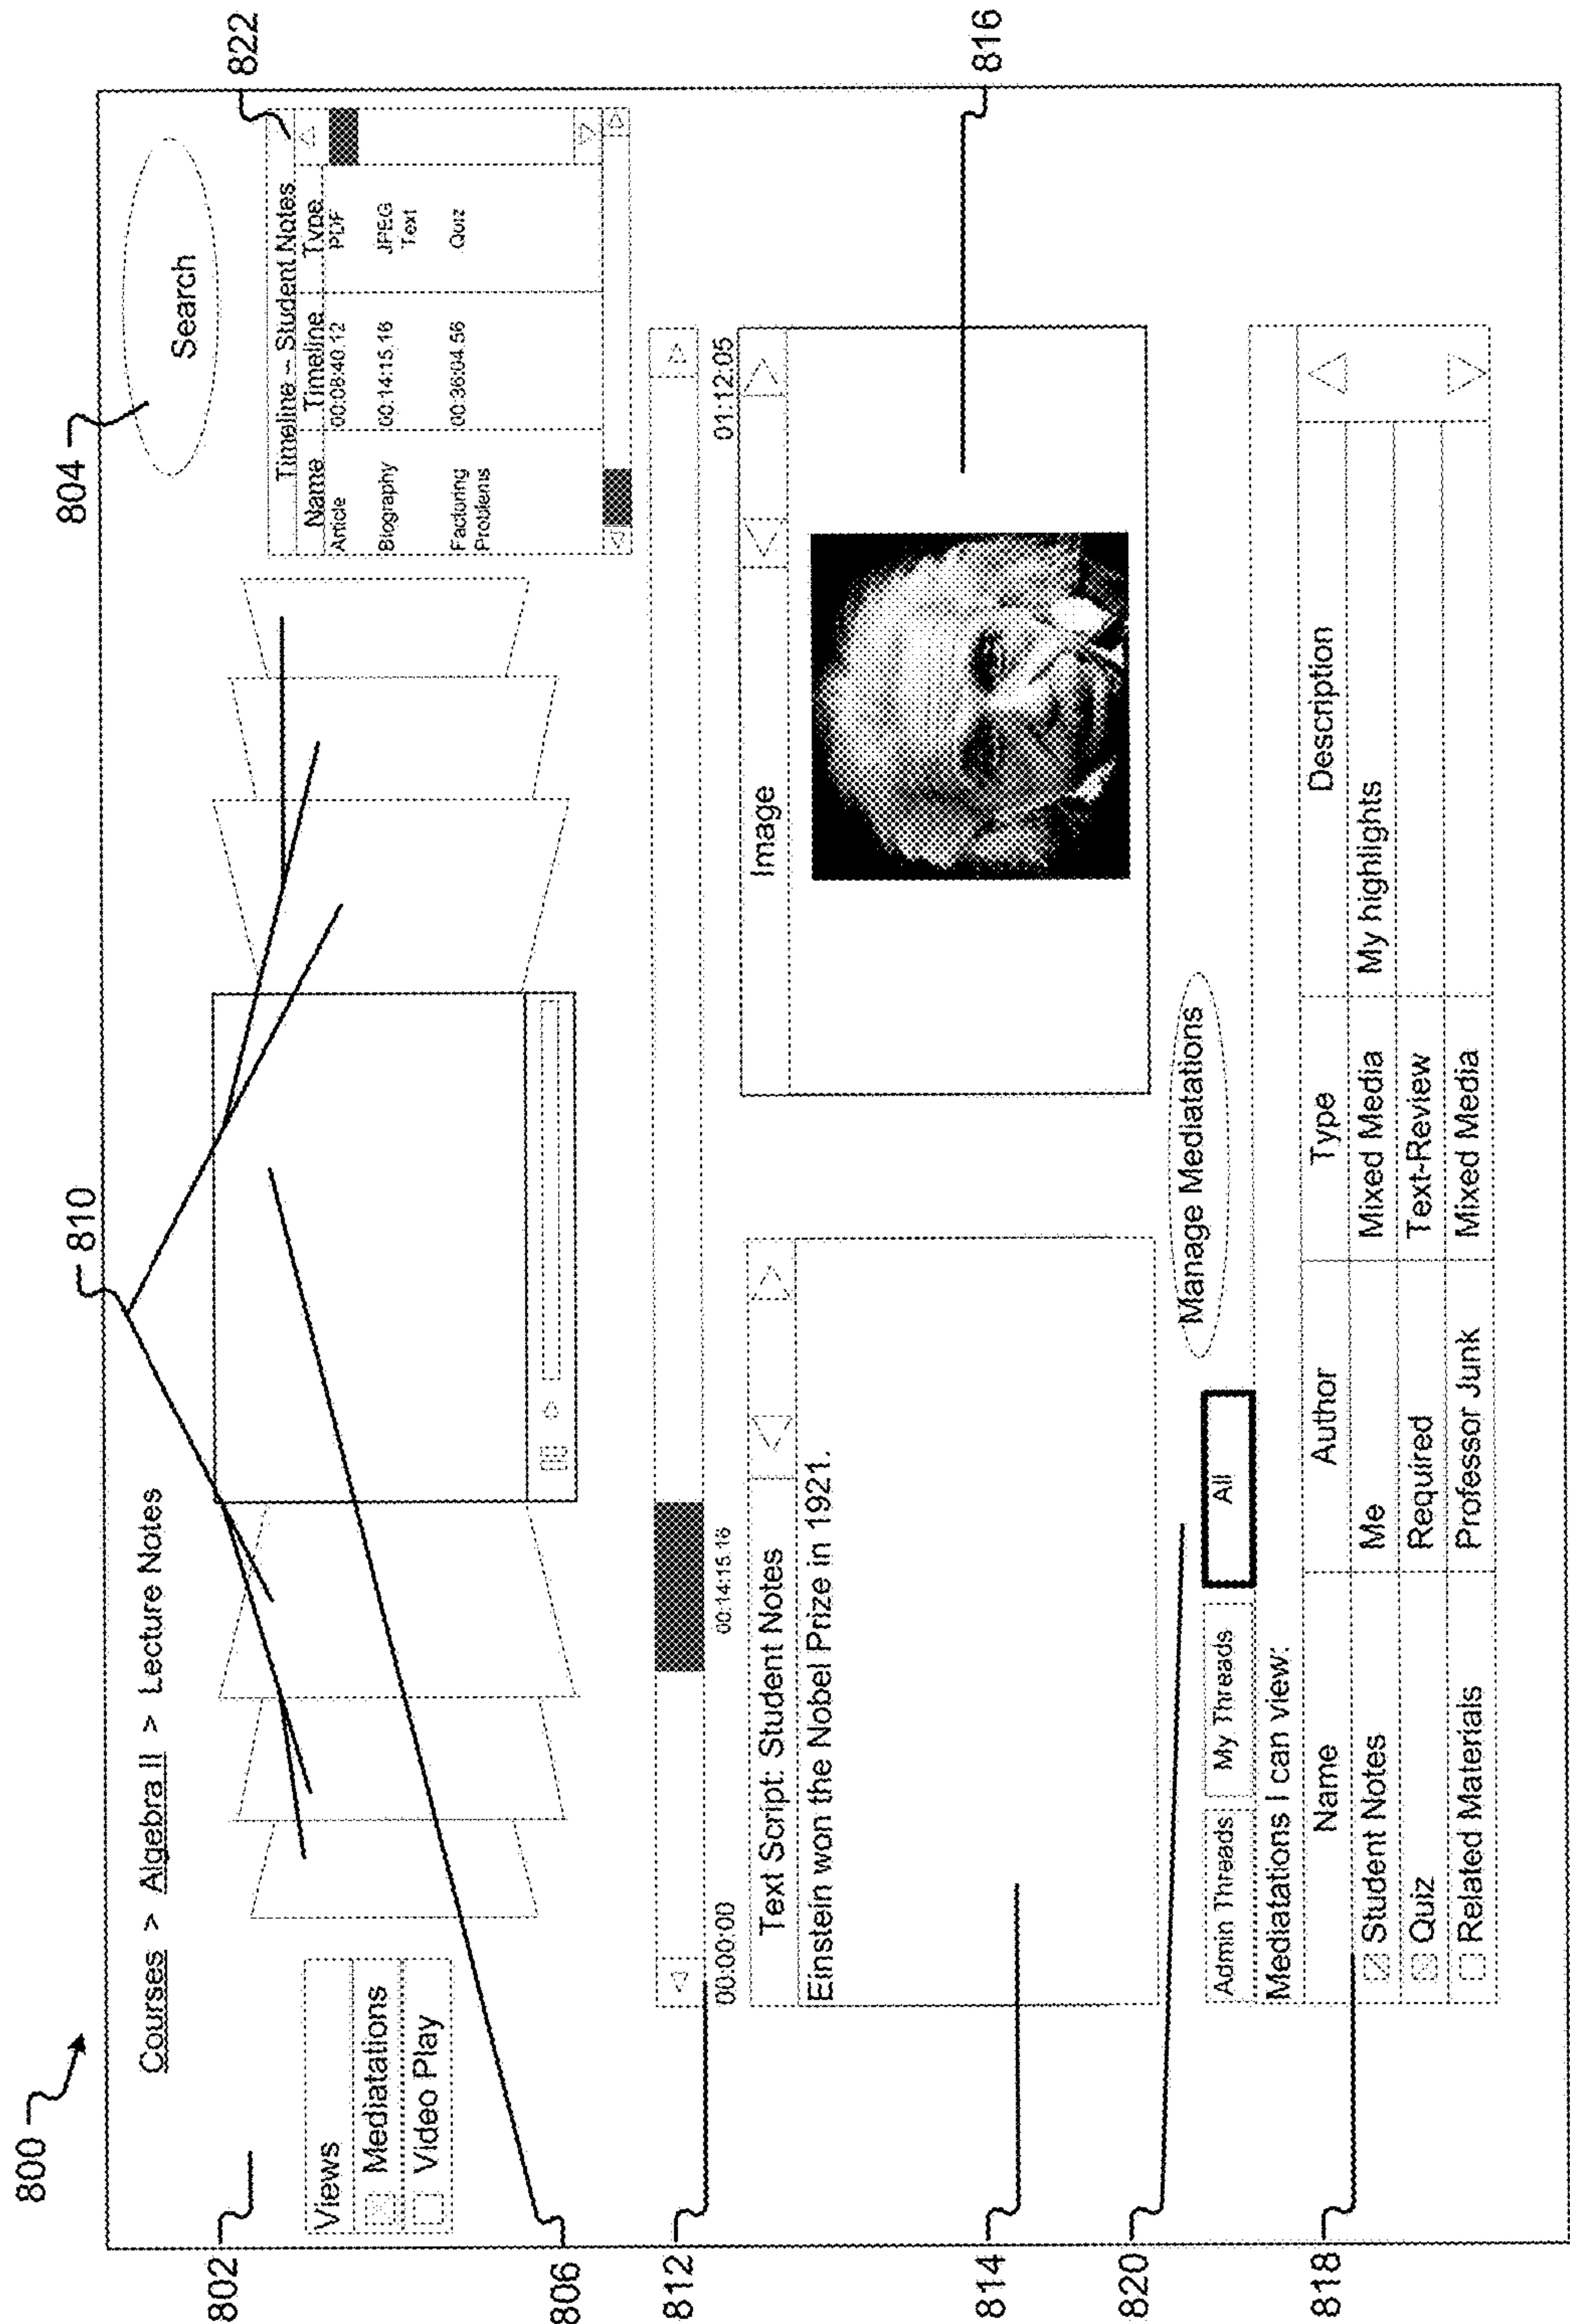 800
802
804
806
810
812
814
816
818
820
822
Courses > Algebra II > Lecture Notes
Search
Views
Mediatations
Video Play
Timeline – Student Notes
Name Timeline Type
Article 00:08:40.12 PDF
Biography 00:14:15.16 JPEG
Text
Factoring 00:36:04.56 Quiz
Problems
00:00:00 00:14:15.16 01:12:05
Text Script: Student Notes
Einstein won the Nobel Prize in 1921.
Image
Admin Threads My Threads All Manage Mediatations
Mediatations I can view:
Name Author Type Description
Student Notes Me Mixed Media My highlights
Quiz Required Text-Review
Related Materials Professor Junk Mixed Media